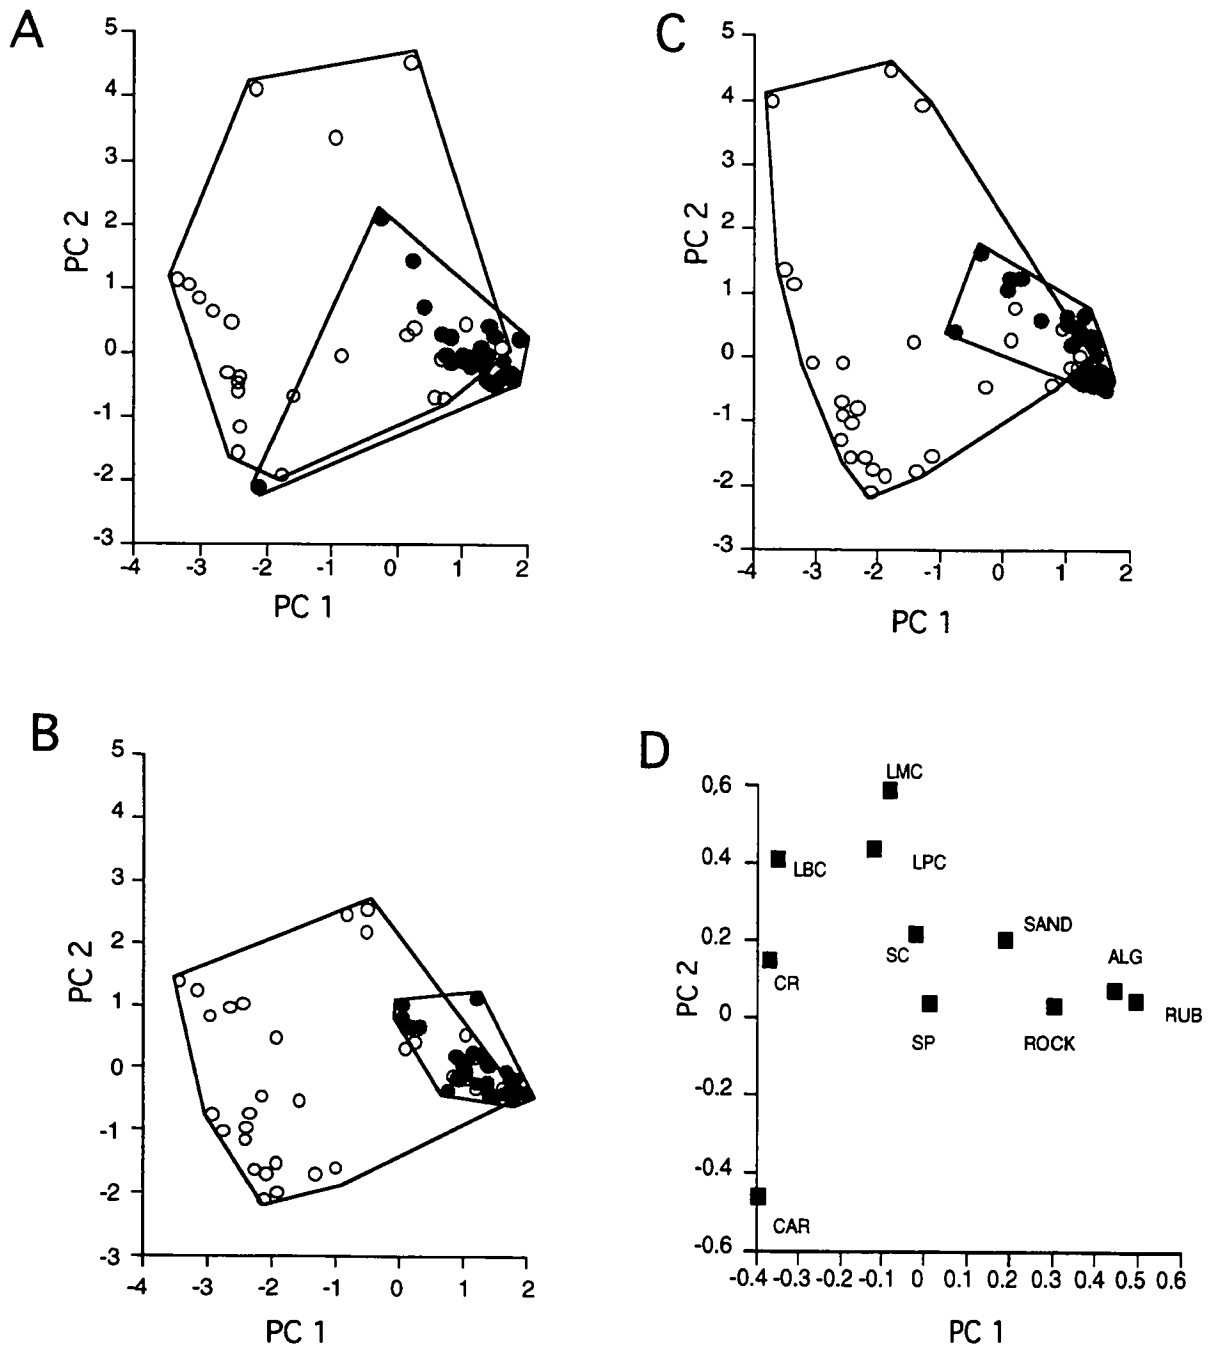 A
5
4
3
2
1
0
-1
-2
-3
PC 2
-4 -3 -2 -1 0 1 2
PC 1
C
5
4
3
2
1
0
-1
-2
-3
PC 2
-4 -3 -2 -1 0 1 2
PC 1
B
5
4
3
2
1
0
-1
-2
-3
PC 2
-4 -3 -2 -1 0 1 2
PC 1
D
0.6
0.4
0.2
0
-0.2
-0.4
-0.6
PC 2
LMC
LBC
LPC
SAND
SC
ALG
CR
SP
ROCK
RUB
CAR
-0.4 -0.3 -0.2 -0.1 0 0.1 0.2 0.3 0.4 0.5 0.6
PC 1